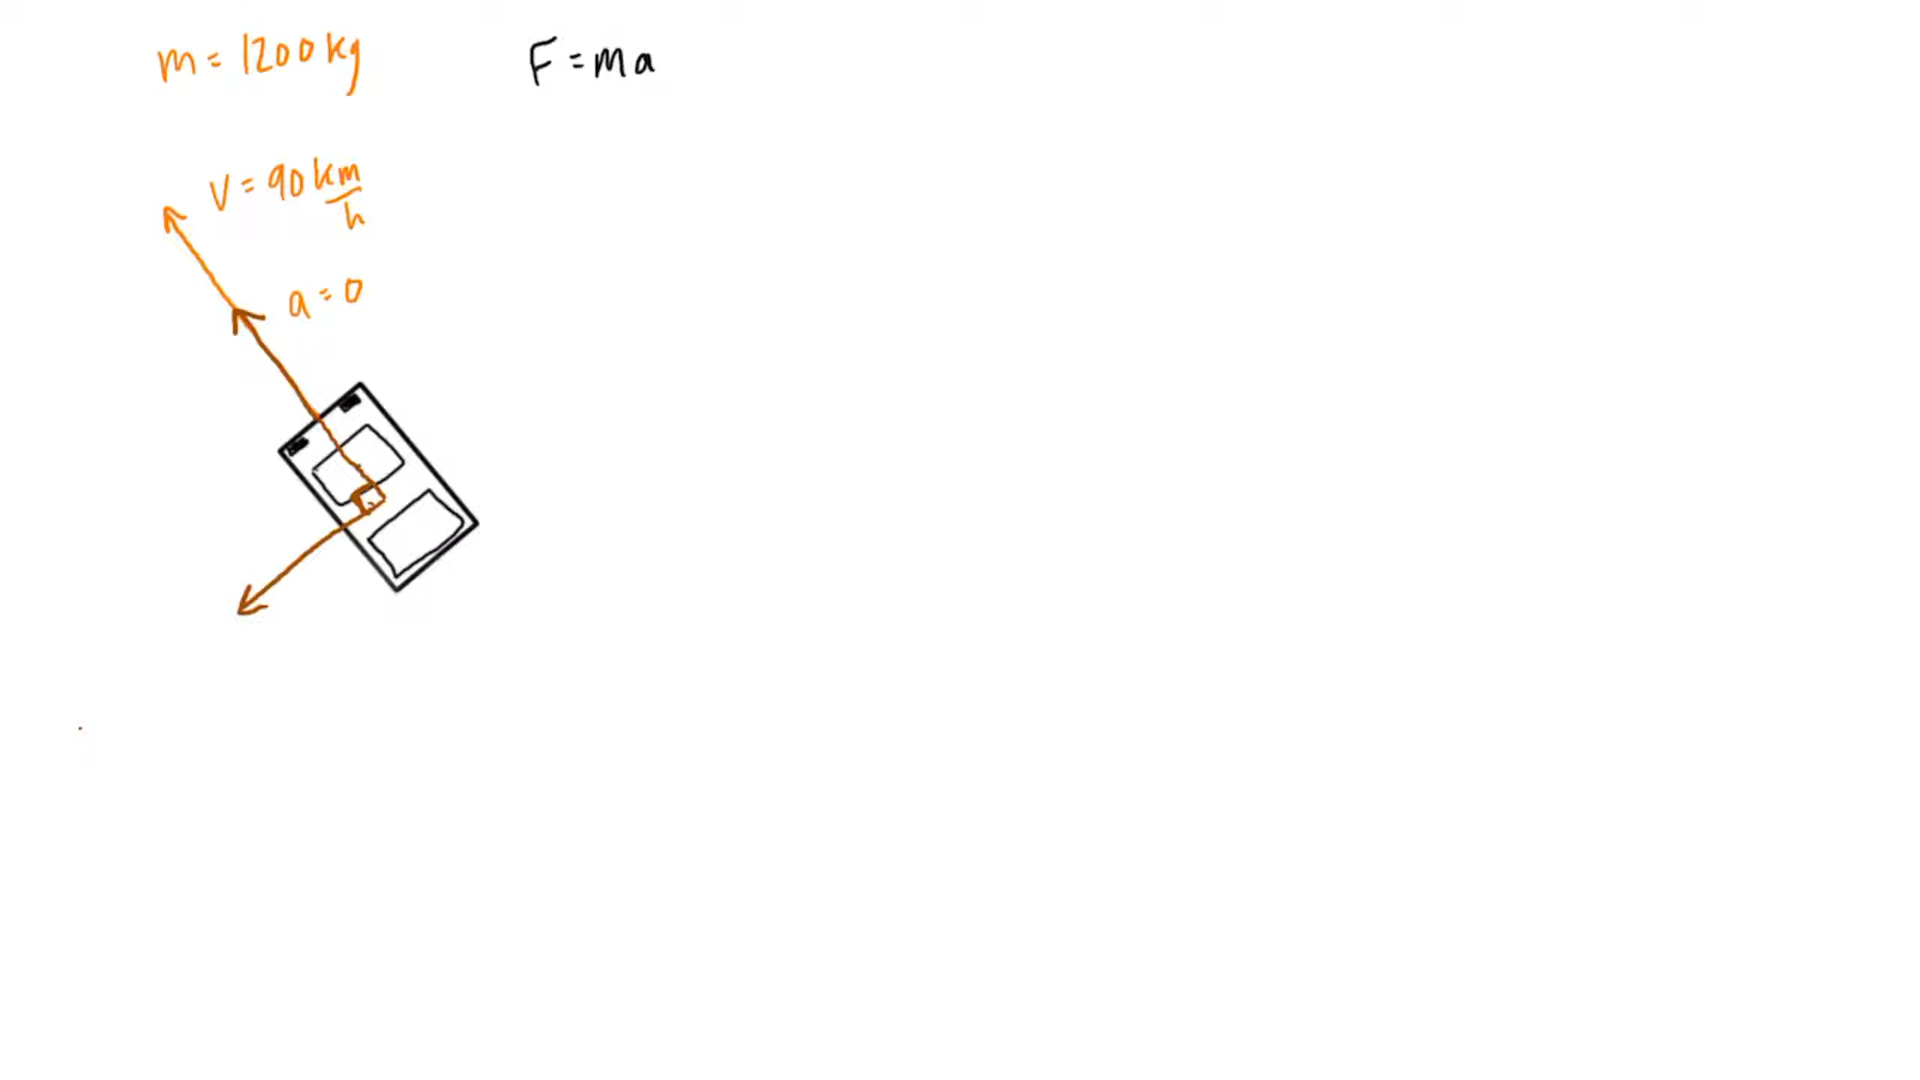 m = 1200 kg
F = ma
V = 90 km/h
a = 0